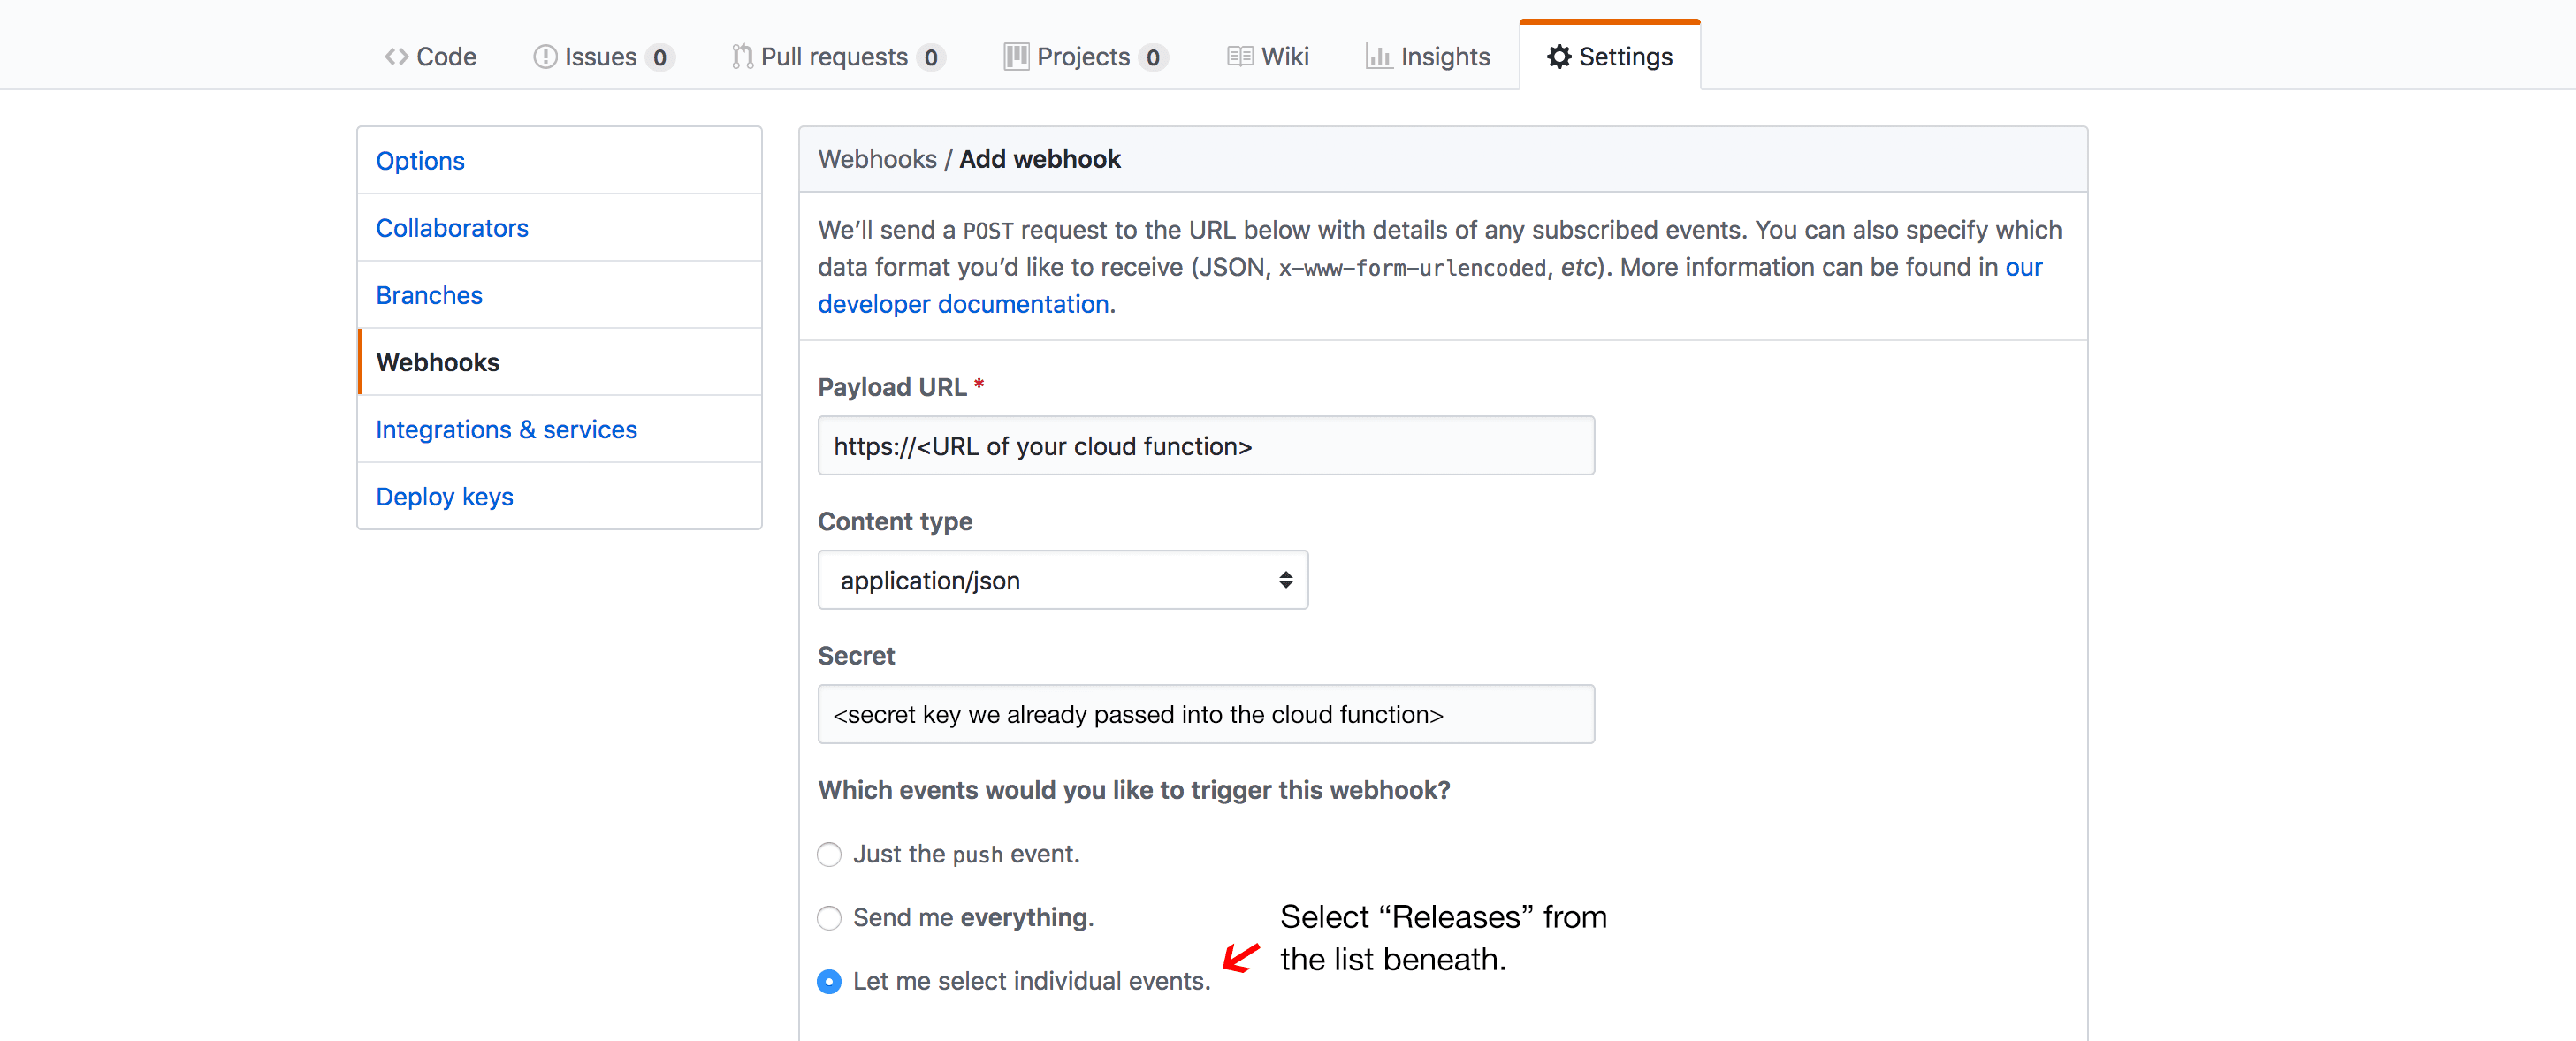 Code Issues 0 Pull requests 0 Projects 0 Wiki Insights Settings
Options
Collaborators
Branches
Webhooks
Integrations & services
Deploy keys
Webhooks / Add webhook
We’ll send a POST request to the URL below with details of any subscribed events. You can also specify which
data format you’d like to receive (JSON, x-www-form-urlencoded, etc). More information can be found in our
developer documentation.
Payload URL *
https://<URL of your cloud function>
Content type
application/json
Secret
<secret key we already passed into the cloud function>
Which events would you like to trigger this webhook?
Just the push event.
Send me everything.
Let me select individual events.
Select “Releases” from
the list beneath.